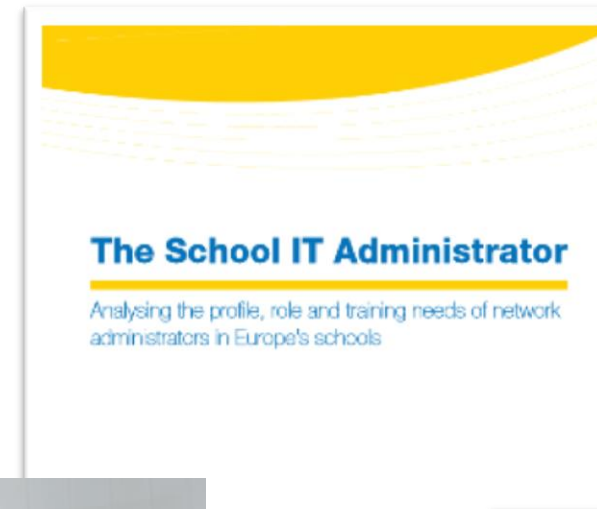 The School IT Administrator
Analysing the profile, role and training needs of network
administrators in Europe's schools